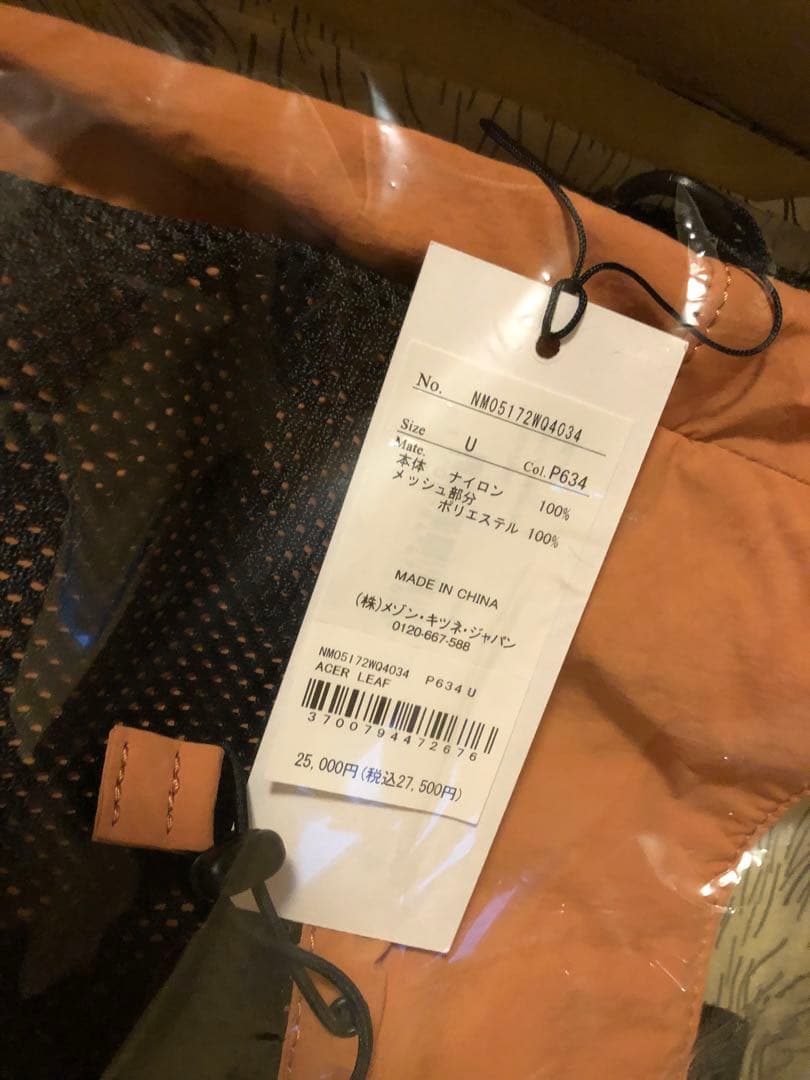 No. NM05172WQ4034
Size U Col. P634
Mate.
本体 ナイロン 100%
メッシュ部分
ポリエステル 100%
MADE IN CHINA
(株)メゾン・キツネ・ジャパン
0120-667-588
NM05172WQ4034 P634 U
ACER LEAF
3700794472676
25,000円(税込27,500円)